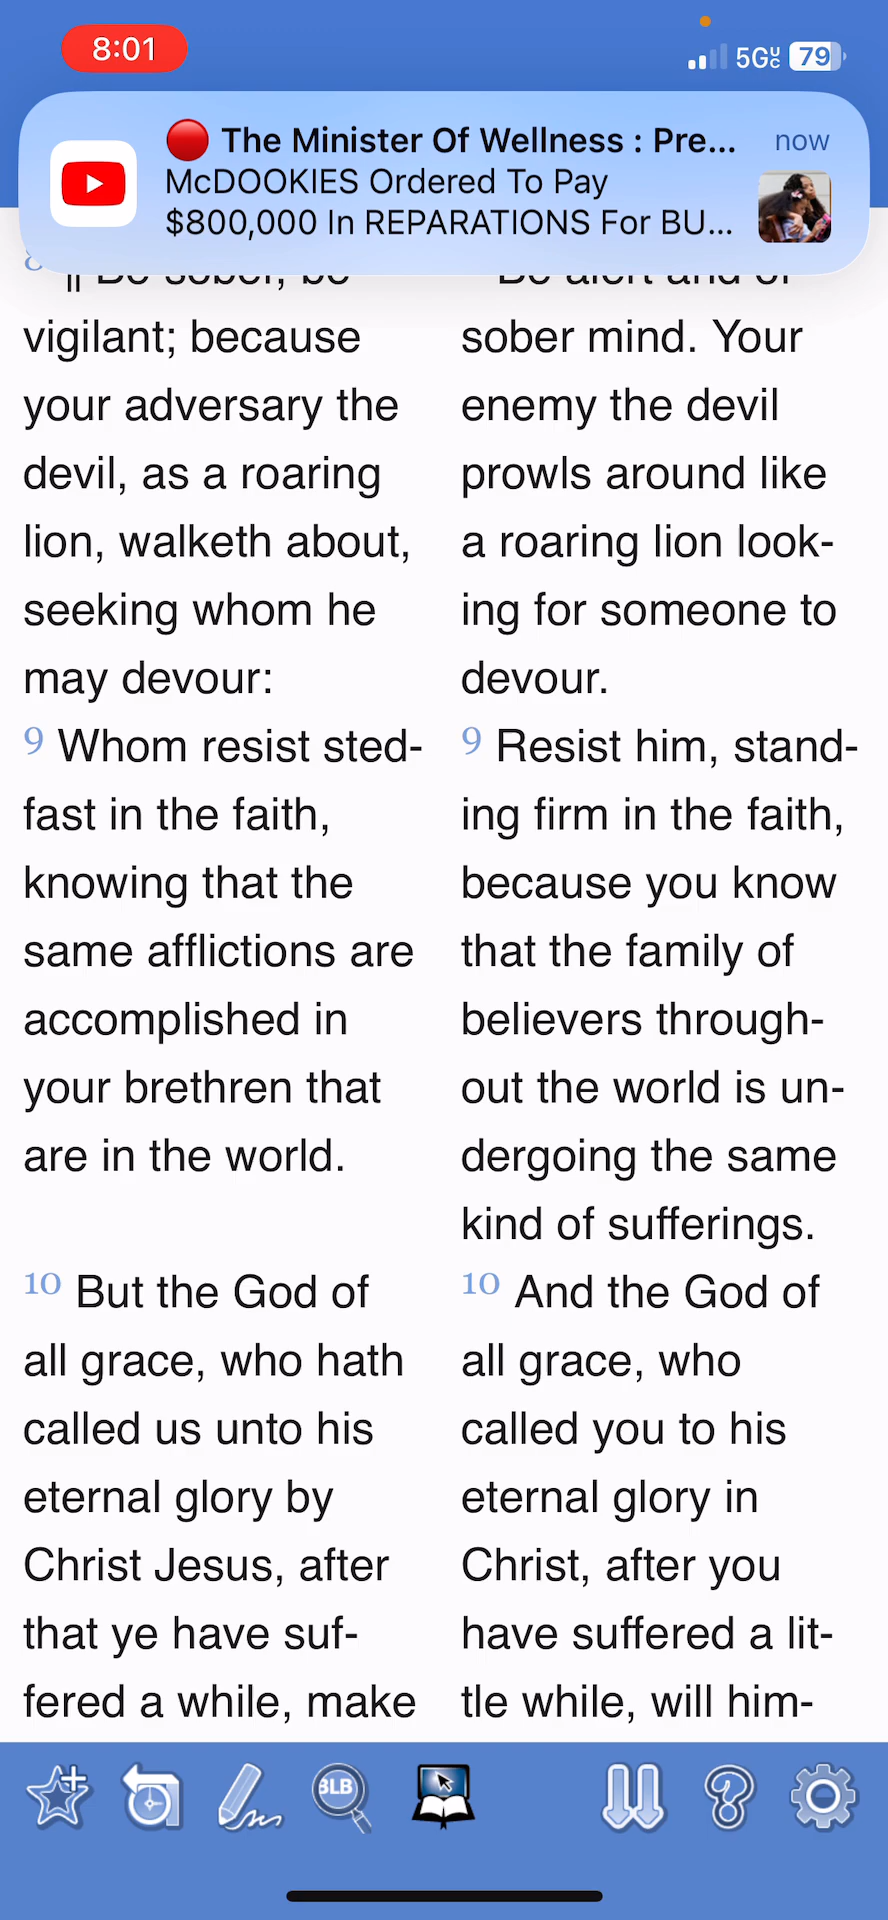 8:01
5GUC
79
The Minister Of Wellness : Pre...
now
McDOOKIES Ordered To Pay
$800,000 In REPARATIONS For BU...
vigilant; because
your adversary the
devil, as a roaring
lion, walketh about,
seeking whom he
may devour:
9 Whom resist sted-
fast in the faith,
knowing that the
same afflictions are
accomplished in
your brethren that
are in the world.
10 But the God of
all grace, who hath
called us unto his
eternal glory by
Christ Jesus, after
that ye have suf-
fered a while, make
sober mind. Your
enemy the devil
prowls around like
a roaring lion look-
ing for someone to
devour.
9 Resist him, stand-
ing firm in the faith,
because you know
that the family of
believers through-
out the world is un-
dergoing the same
kind of sufferings.
10 And the God of
all grace, who
called you to his
eternal glory in
Christ, after you
have suffered a lit-
tle while, will him-
BLB